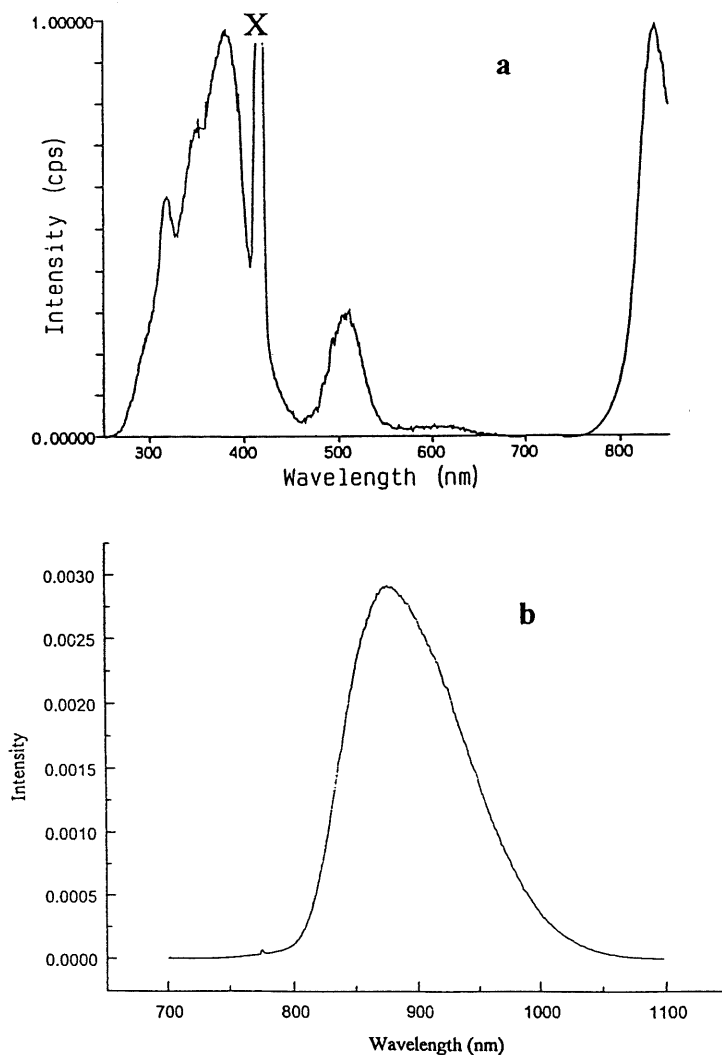 1.00000
X
a
Intensity (cps)
0.00000
300 400 500 600 700 800
Wavelength (nm)
0.0030
b
0.0025
0.0020
Intensity
0.0015
0.0010
0.0005
0.0000
700 800 900 1000 1100
Wavelength (nm)